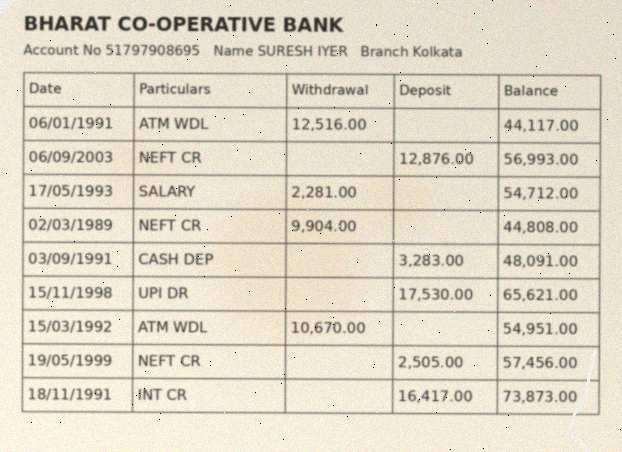 BHARAT CO-OPERATIVE BANK
Account No 51797908695 Name SURESH IYER Branch Kolkata
Date Particulars Withdrawal Deposit Balance
06/01/1991 ATM WDL 12,516.00 44,117.00
06/09/2003 NEFT CR 12,876.00 56,993.00
17/05/1993 SALARY 2,281.00 54,712.00
02/03/1989 NEFT CR 9,904.00 44,808.00
03/09/1991 CASH DEP 3,283.00 48,091.00
15/11/1998 UPI DR 17,530.00 65,621.00
15/03/1992 ATM WDL 10,670.00 54,951.00
19/05/1999 NEFT CR 2,505.00 57,456.00
18/11/1991 INT CR 16,417.00 73,873.00